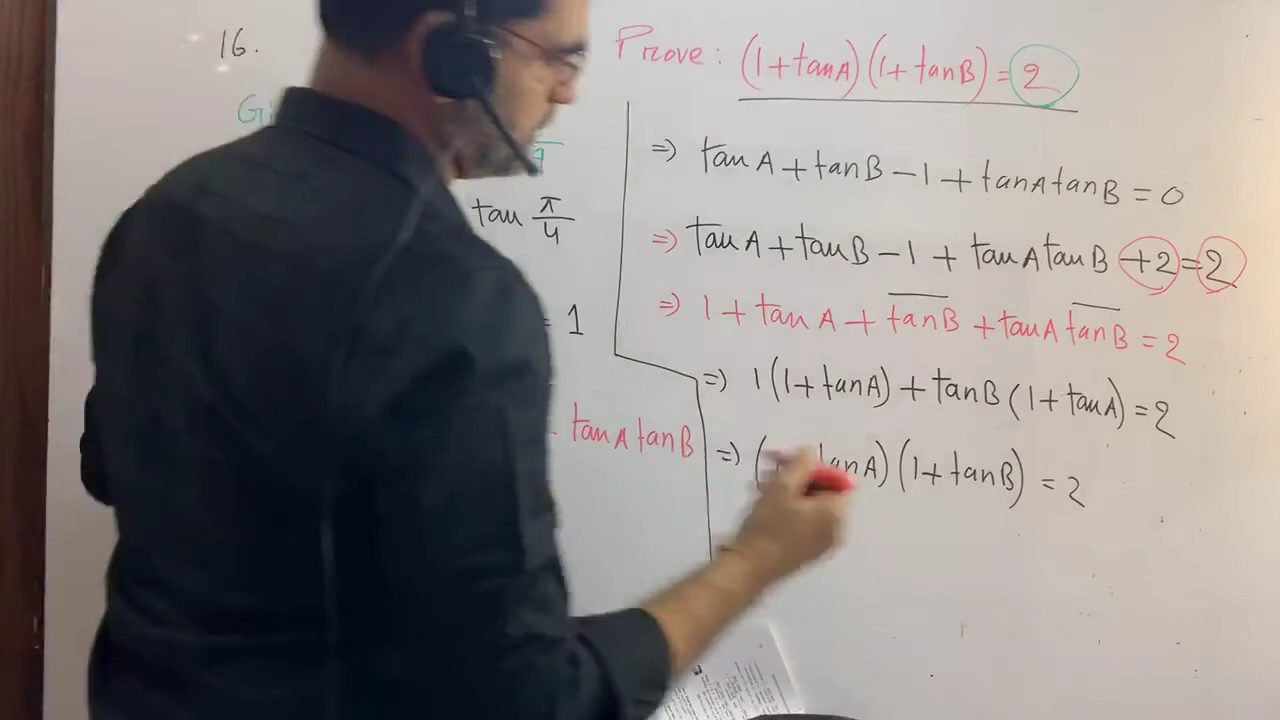 16.
Prove : (1+tanA)(1+tanB) = 2
Gi
=> tanA + tanB − 1 + tanA tanB = 0
tan π/4
=> tanA + tanB − 1 + tanA tanB +2 = 2
=> 1 + tanA + tanB + tanA tanB = 2
= 1
=> 1(1+tanA) + tanB(1+tanA) = 2
- tanA tanB
=> ( tanA)(1+tanB) = 2